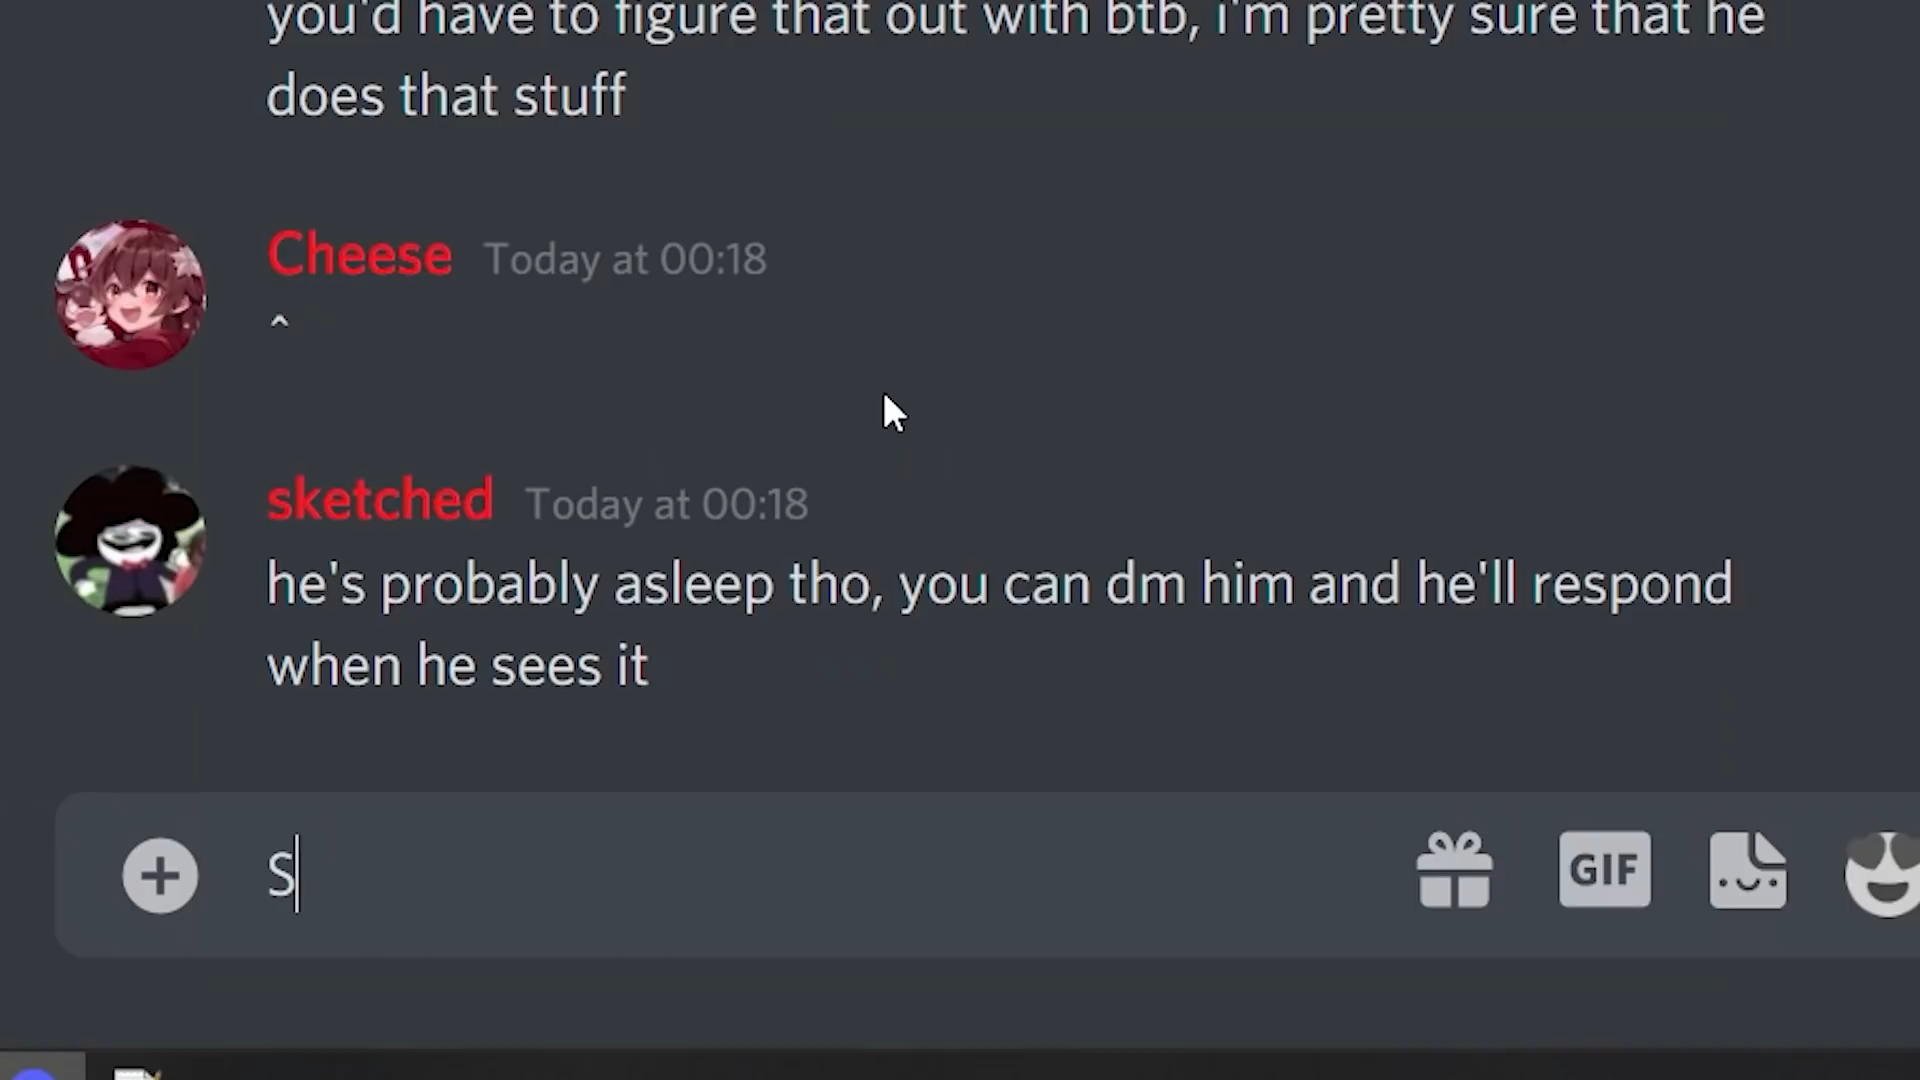 you'd have to figure that out with btb, i'm pretty sure that he
does that stuff
Cheese Today at 00:18
^
sketched Today at 00:18
he's probably asleep tho, you can dm him and he'll respond
when he sees it
S
GIF